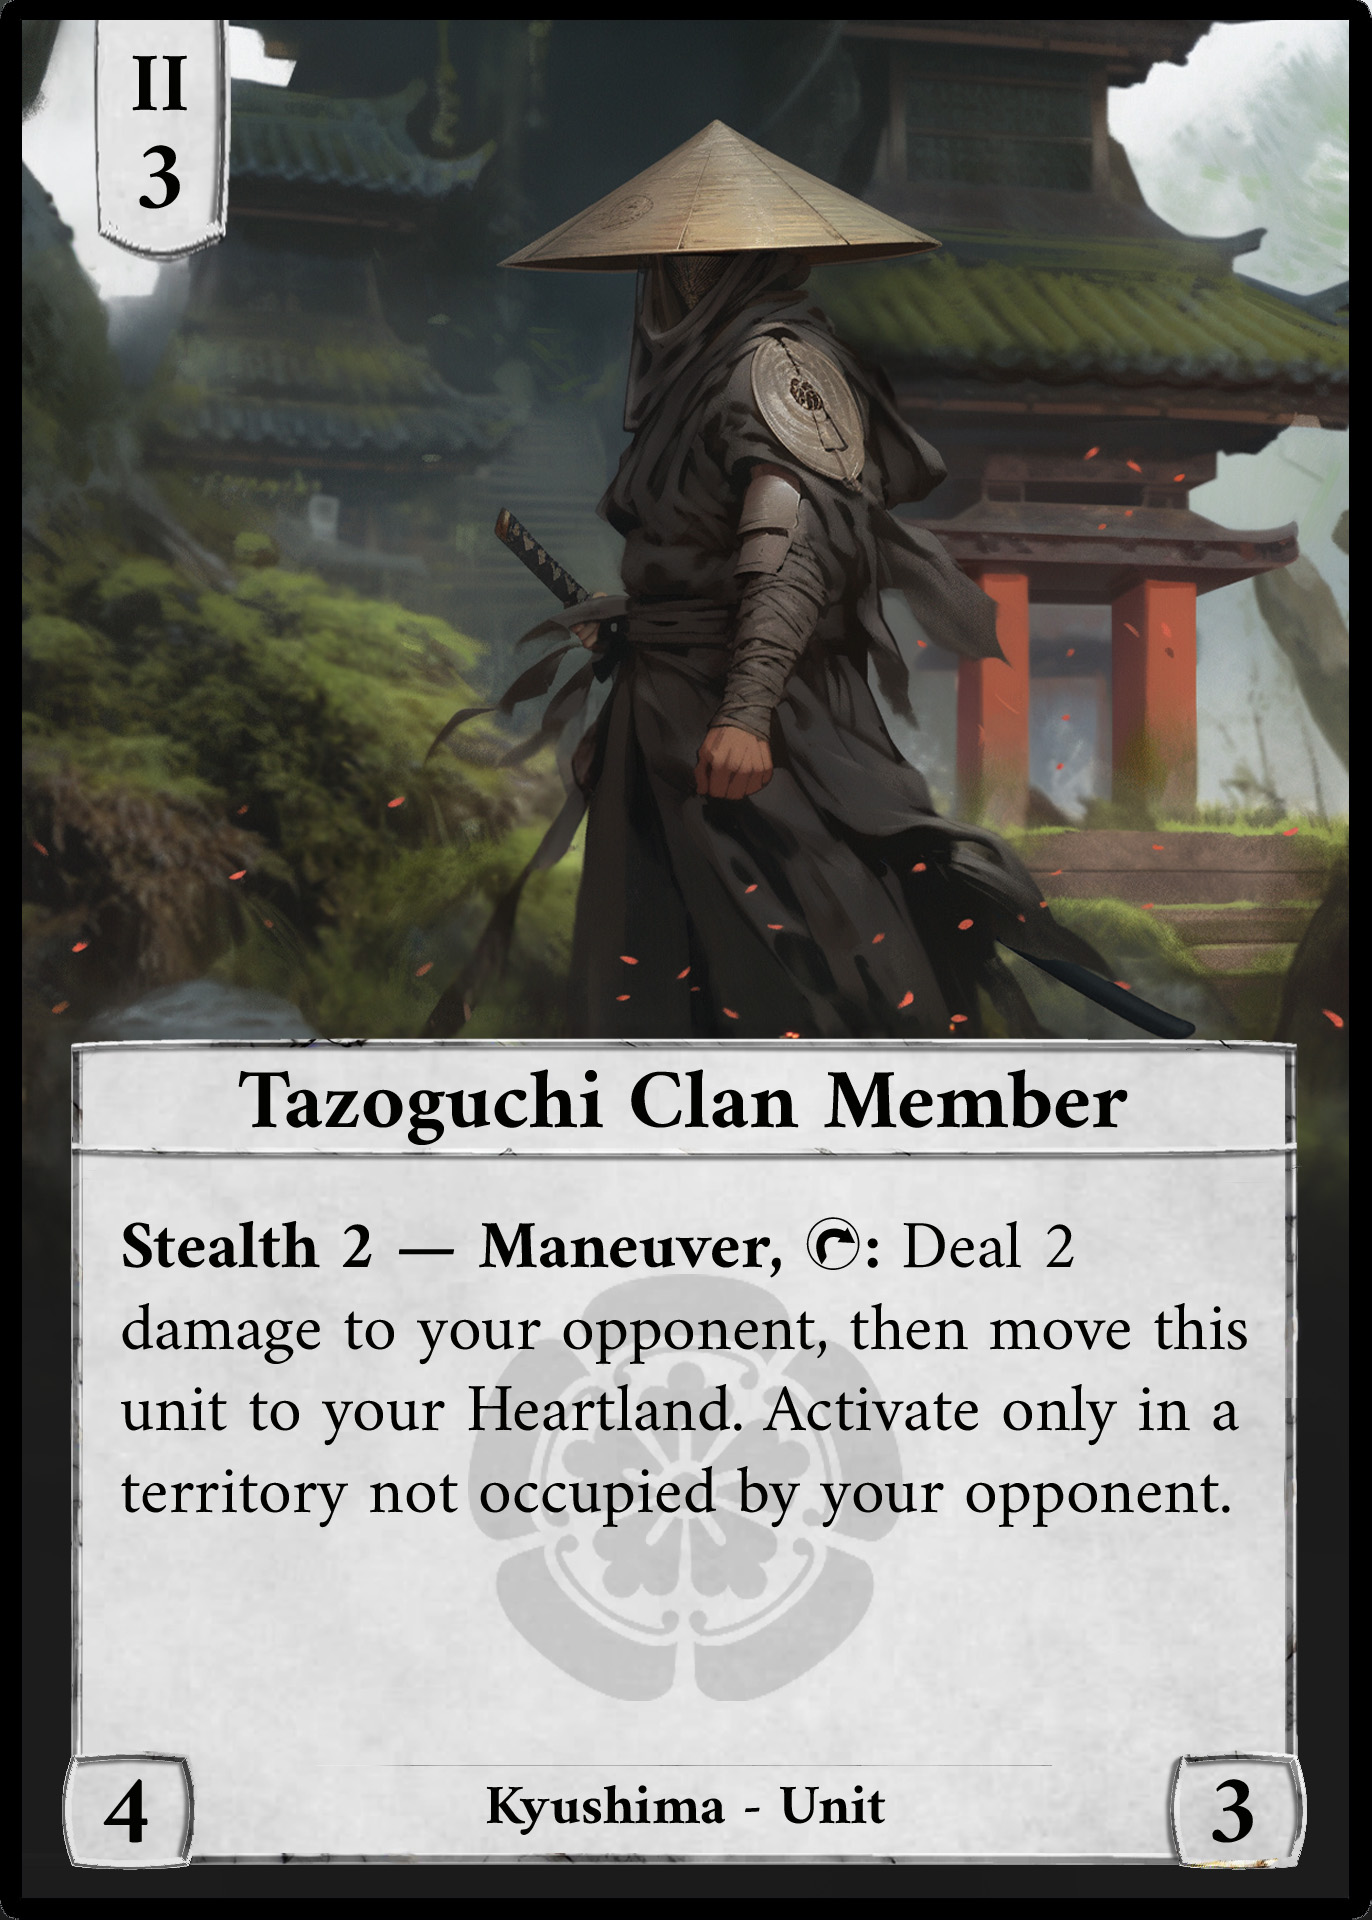 II
3
Tazoguchi Clan Member
Stealth 2 — Maneuver, : Deal 2
damage to your opponent, then move this
unit to your Heartland. Activate only in a
territory not occupied by your opponent.
4
Kyushima - Unit
3